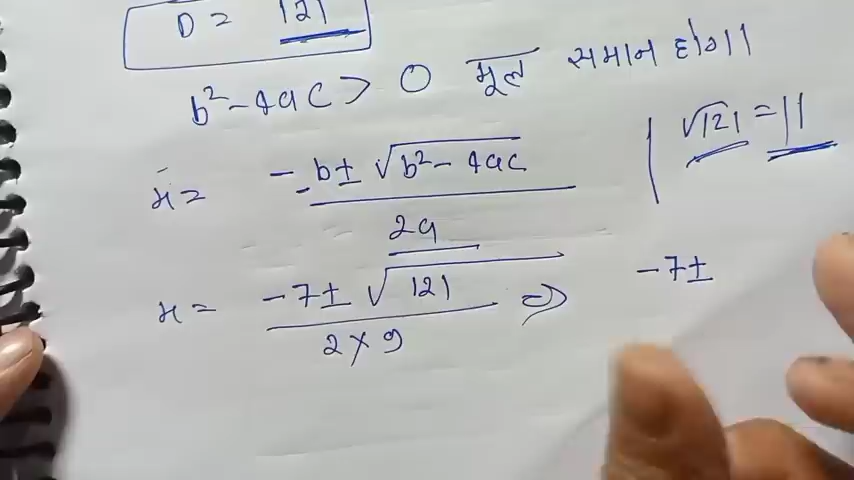 D = 121
b² - 4ac > 0 मूल समान होगा।
√121 = 11
x = -b ± √b² - 4ac / 2a
x = -7 ± √121 / 2 × 9 ⇒ -7 ±